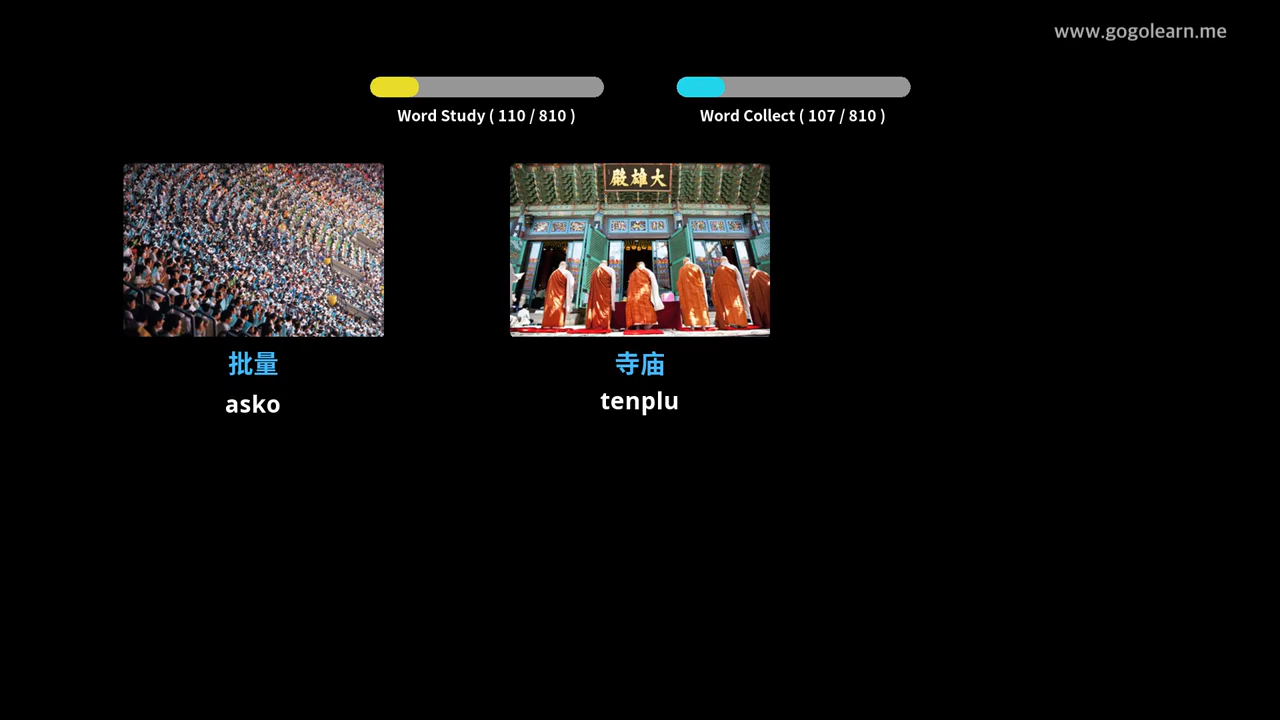 www.gogolearn.me
Word Study ( 110 / 810 )
Word Collect ( 107 / 810 )
大雄殿
批量
asko
寺庙
tenplu